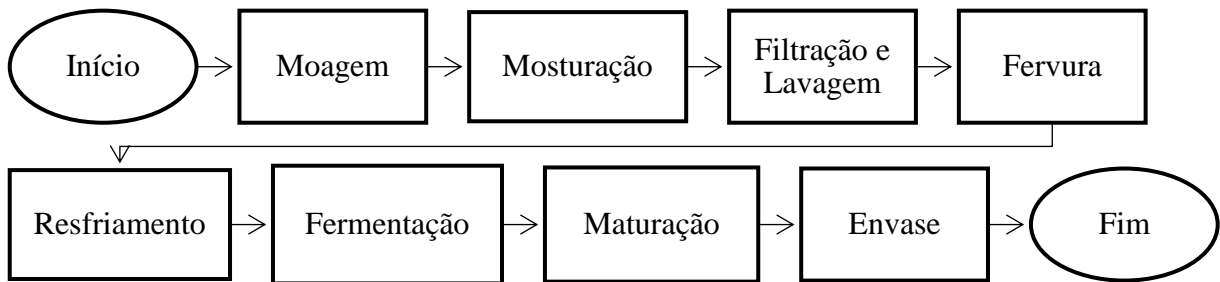 Início
Moagem
Mosturação
Filtração e
Lavagem
Fervura
Resfriamento
Fermentação
Maturação
Envase
Fim